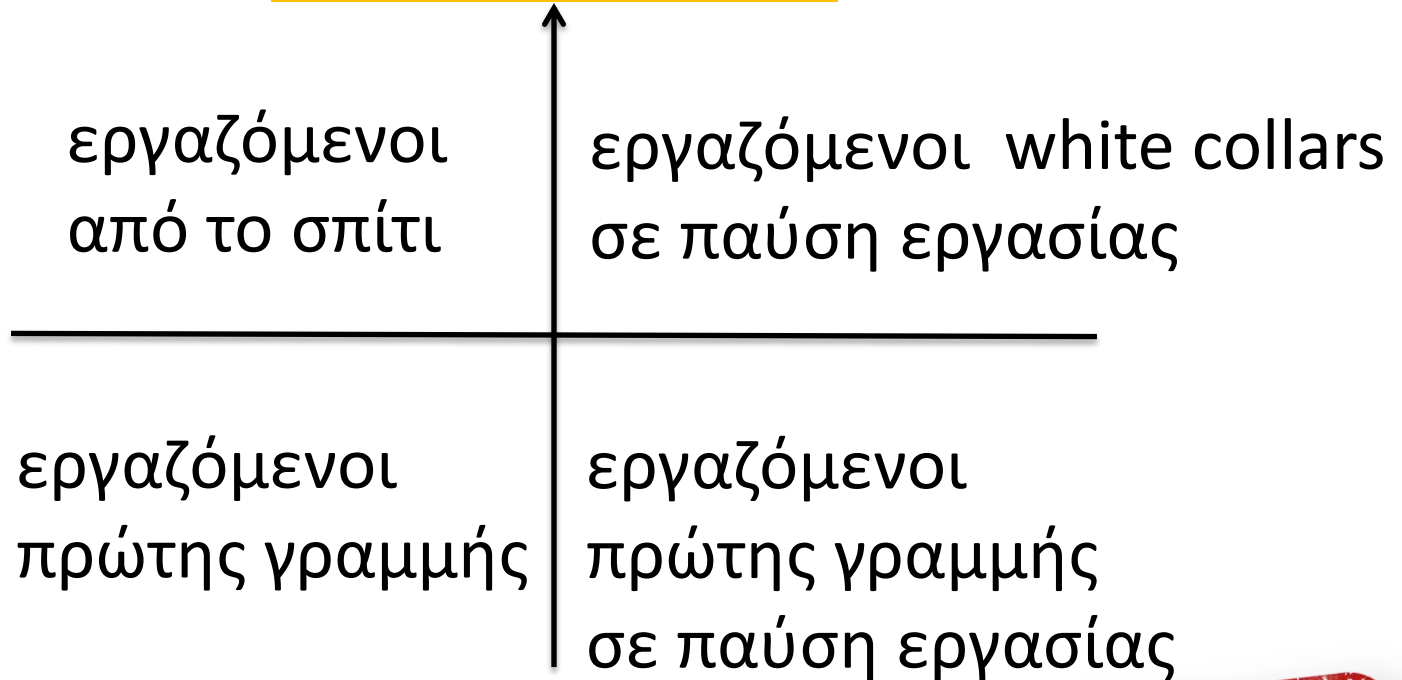 εργαζόμενοι
από το σπίτι
εργαζόμενοι white collars
σε παύση εργασίας
εργαζόμενοι
πρώτης γραμμής
εργαζόμενοι
πρώτης γραμμής
σε παύση εργασίας